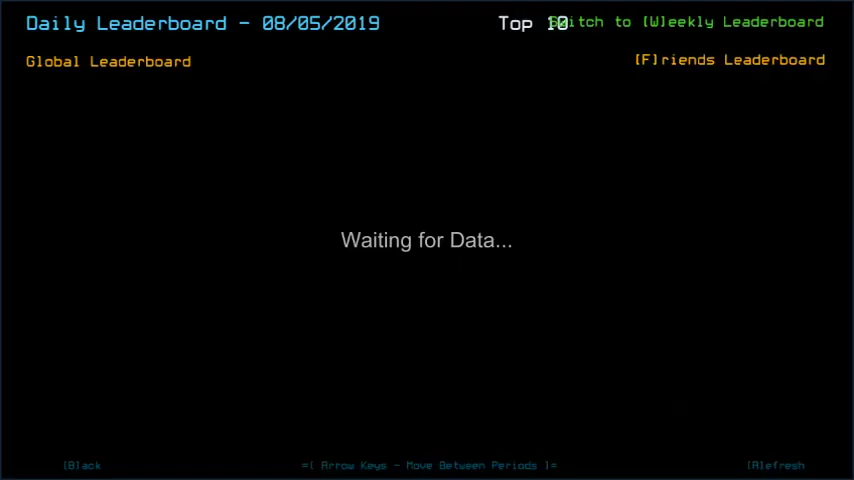 Daily Leaderboard - 08/05/2019
Top 10
Switch to [W]eekly Leaderboard
Global Leaderboard
[F]riends Leaderboard
Waiting for Data...
[B]ack
=[ Arrow Keys - Move Between Periods ]=
[R]efresh